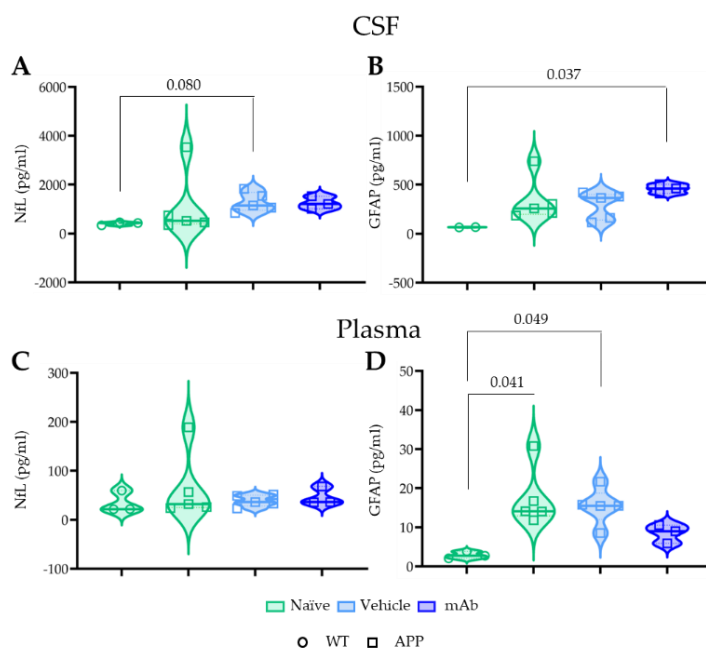 CSF
A
B
0.080
0.037
6000
4000
2000
0
-2000
NfL (pg/ml)
1500
1000
500
0
-500
GFAP (pg/ml)
Plasma
C
D
0.049
0.041
300
200
100
0
-100
NfL (pg/ml)
50
40
30
20
10
0
GFAP (pg/ml)
Naïve Vehicle mAb
WT APP